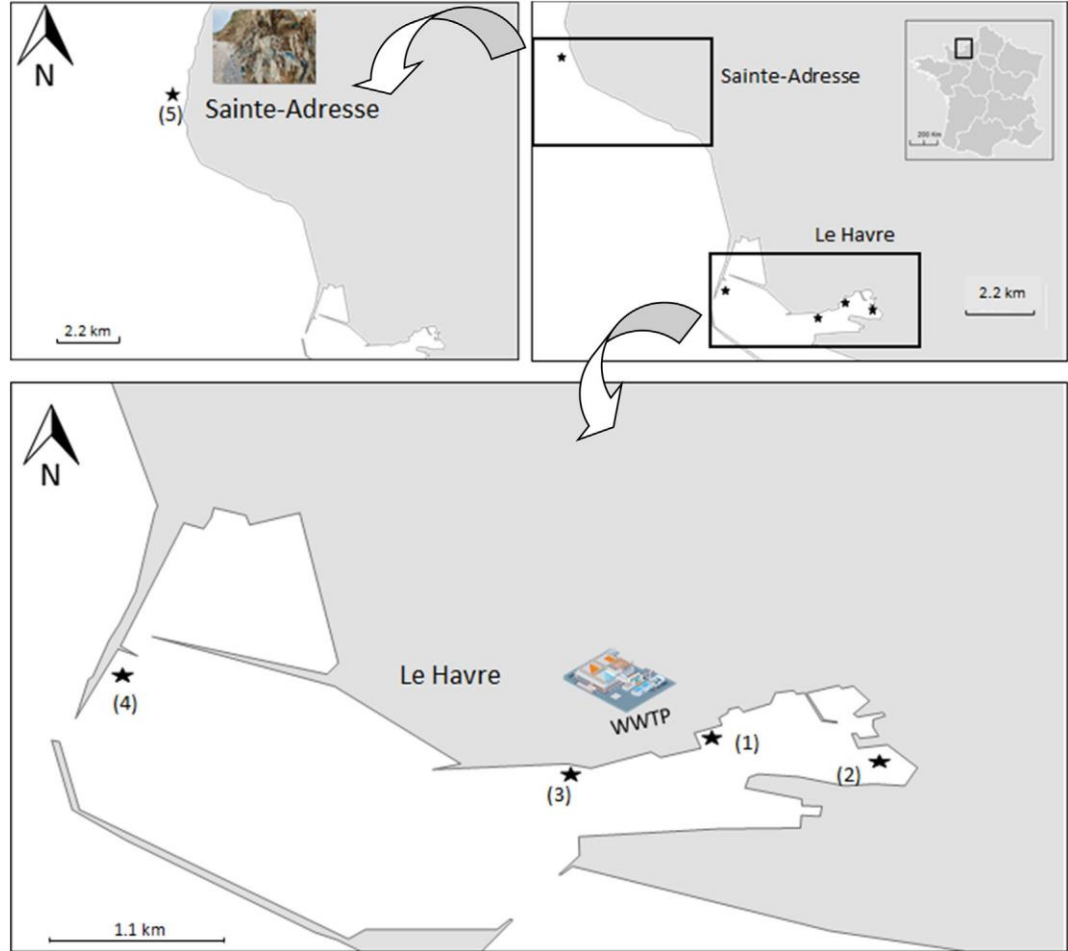 N
(5)
Sainte-Adresse
2.2 km
Sainte-Adresse
200 Km
Le Havre
2.2 km
N
Le Havre
WWTP
(4)
(3)
(1)
(2)
1.1 km